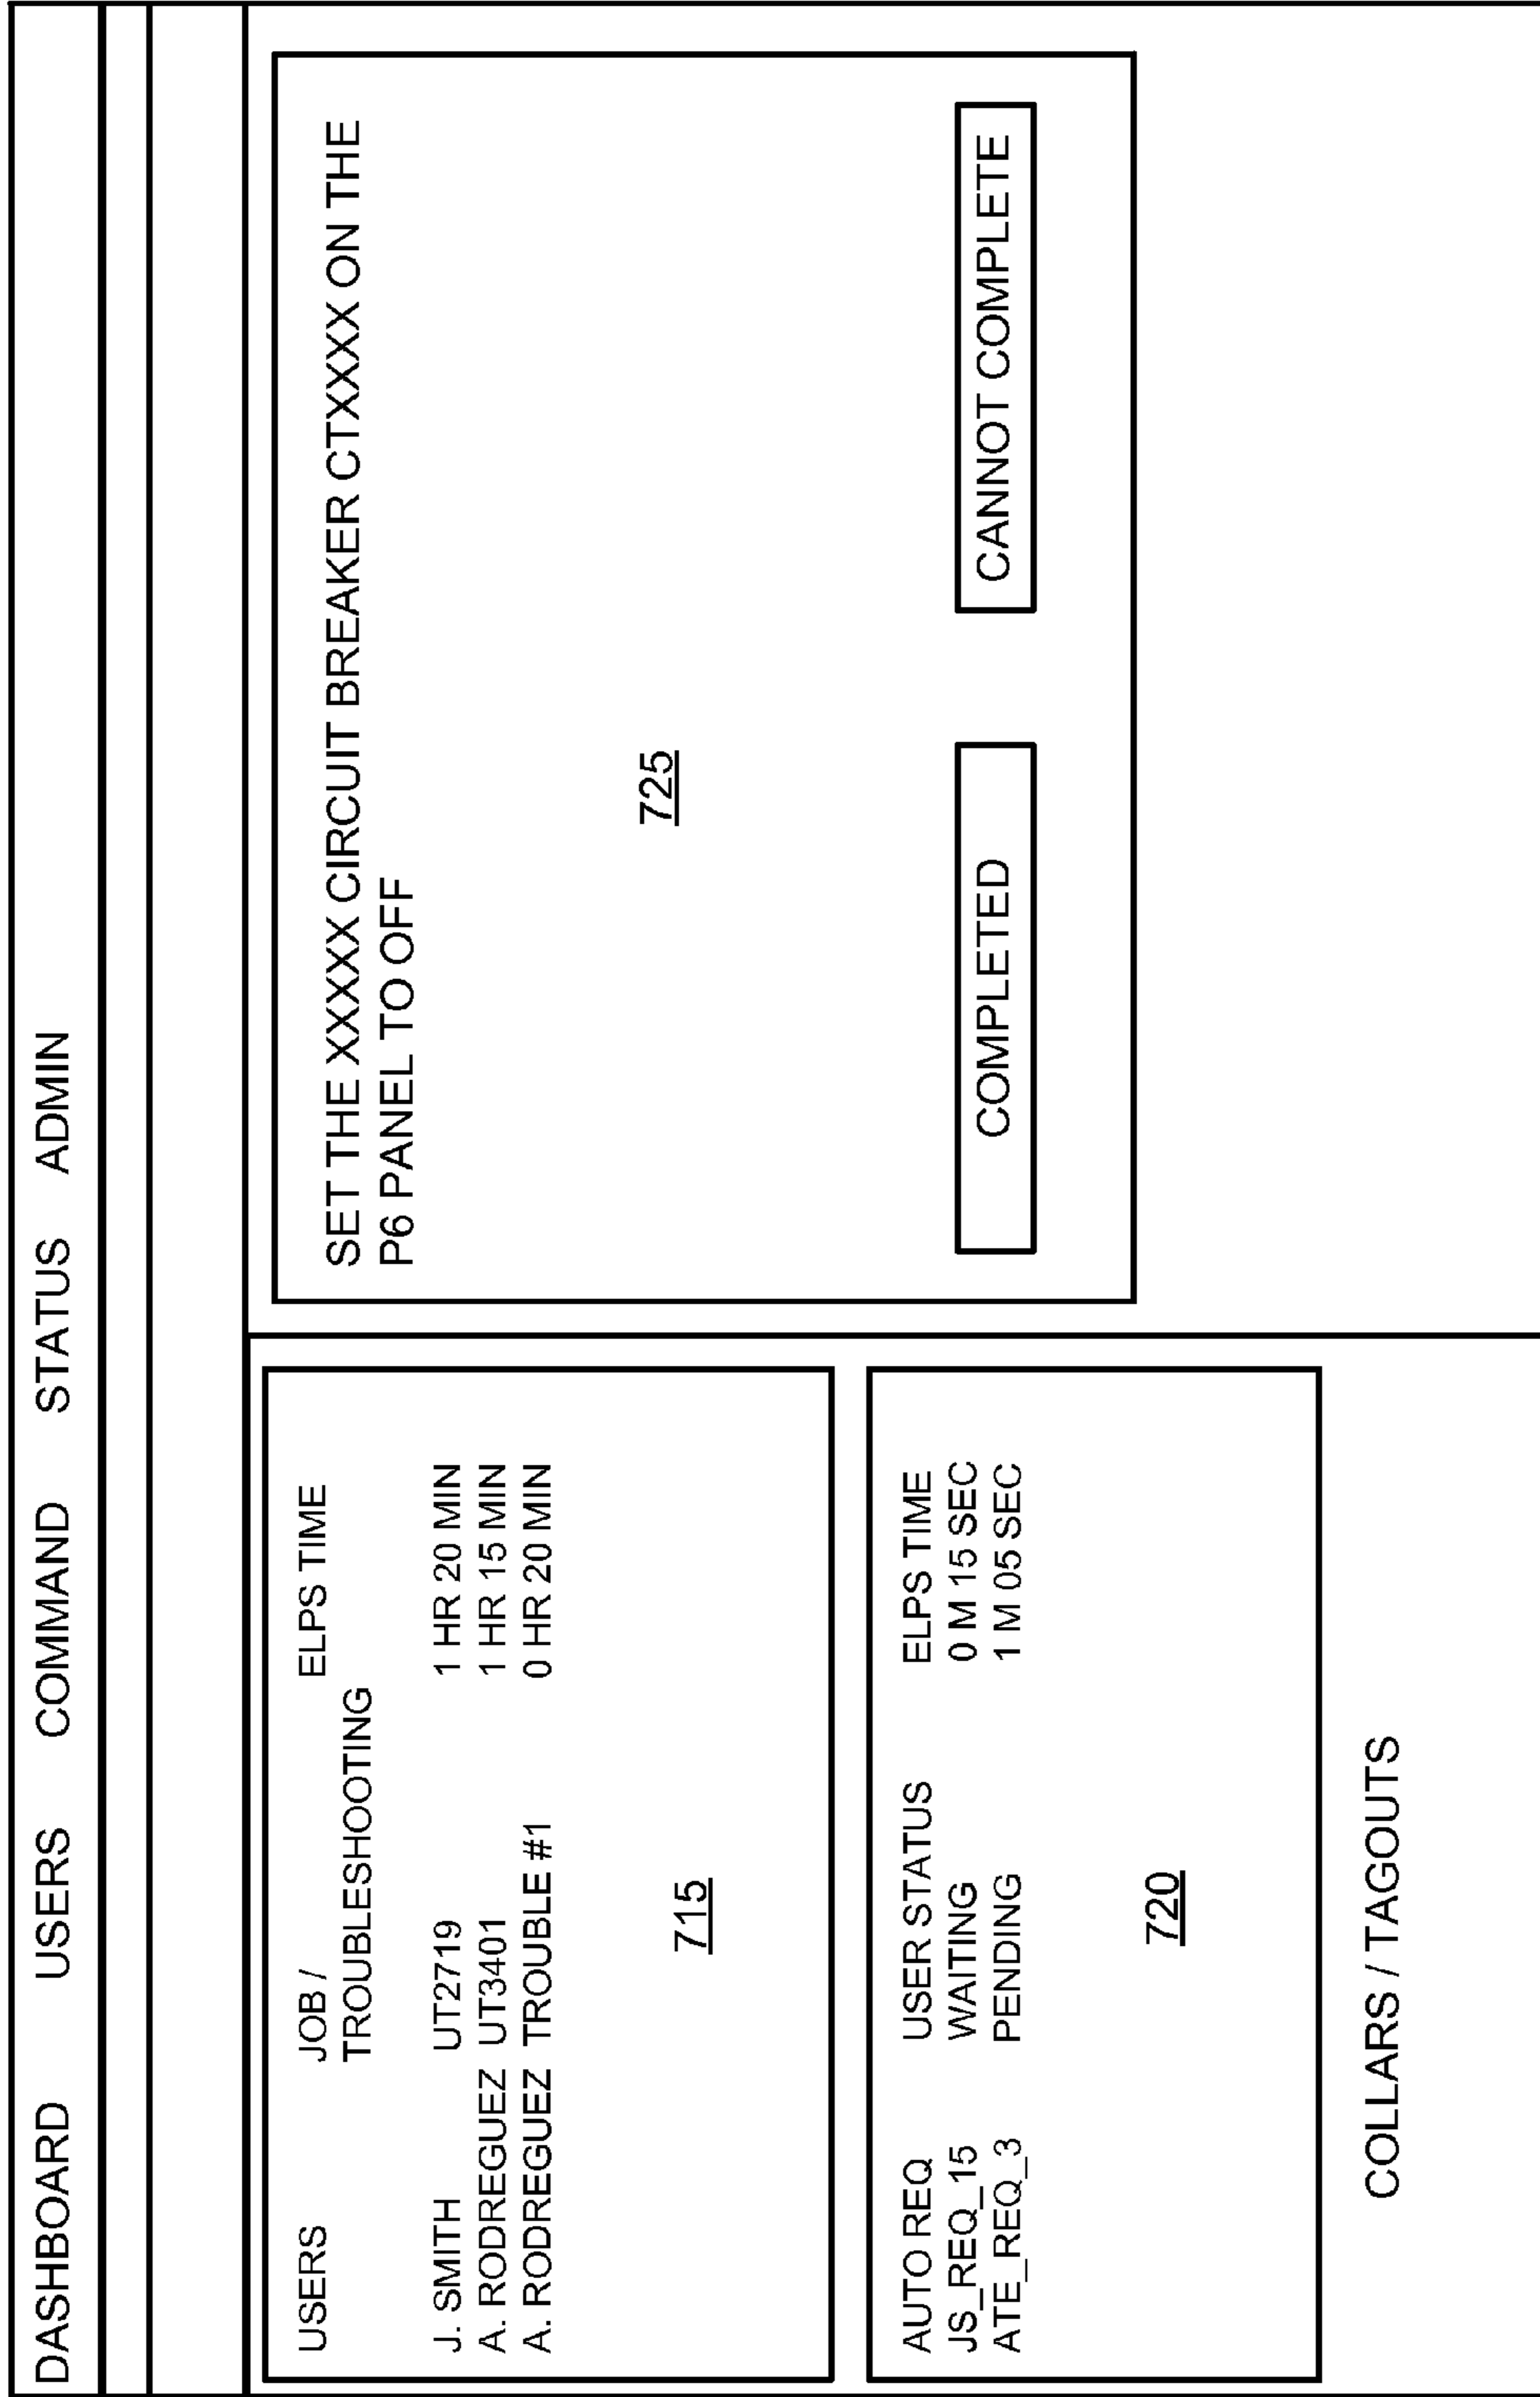 DASHBOARD USERS COMMAND STATUS ADMIN
USERS JOB / ELPS TIME
TROUBLESHOOTING
J. SMITH UT2719 1 HR 20 MIN
A. RODREGUEZ UT3401 1 HR 15 MIN
A. RODREGUEZ TROUBLE #1 0 HR 20 MIN
715
AUTO REQ USER STATUS ELPS TIME
JS_REQ_15 WAITING 0 M 15 SEC
ATE_REQ_3 PENDING 1 M 05 SEC
720
COLLARS / TAGOUTS
SET THE XXXXX CIRCUIT BREAKER CTXXXX ON THE
P6 PANEL TO OFF
725
COMPLETED CANNOT COMPLETE